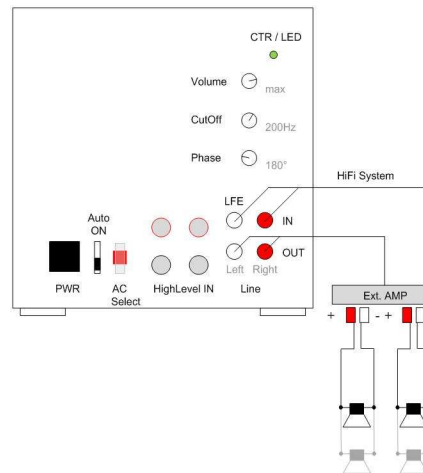 CTR / LED
Volume
max
CutOff
200Hz
Phase
180°
HiFi System
LFE
IN
Auto
ON
OUT
Left Right
PWR
AC
Select
HighLevel IN
Line
Ext. AMP
+ - +